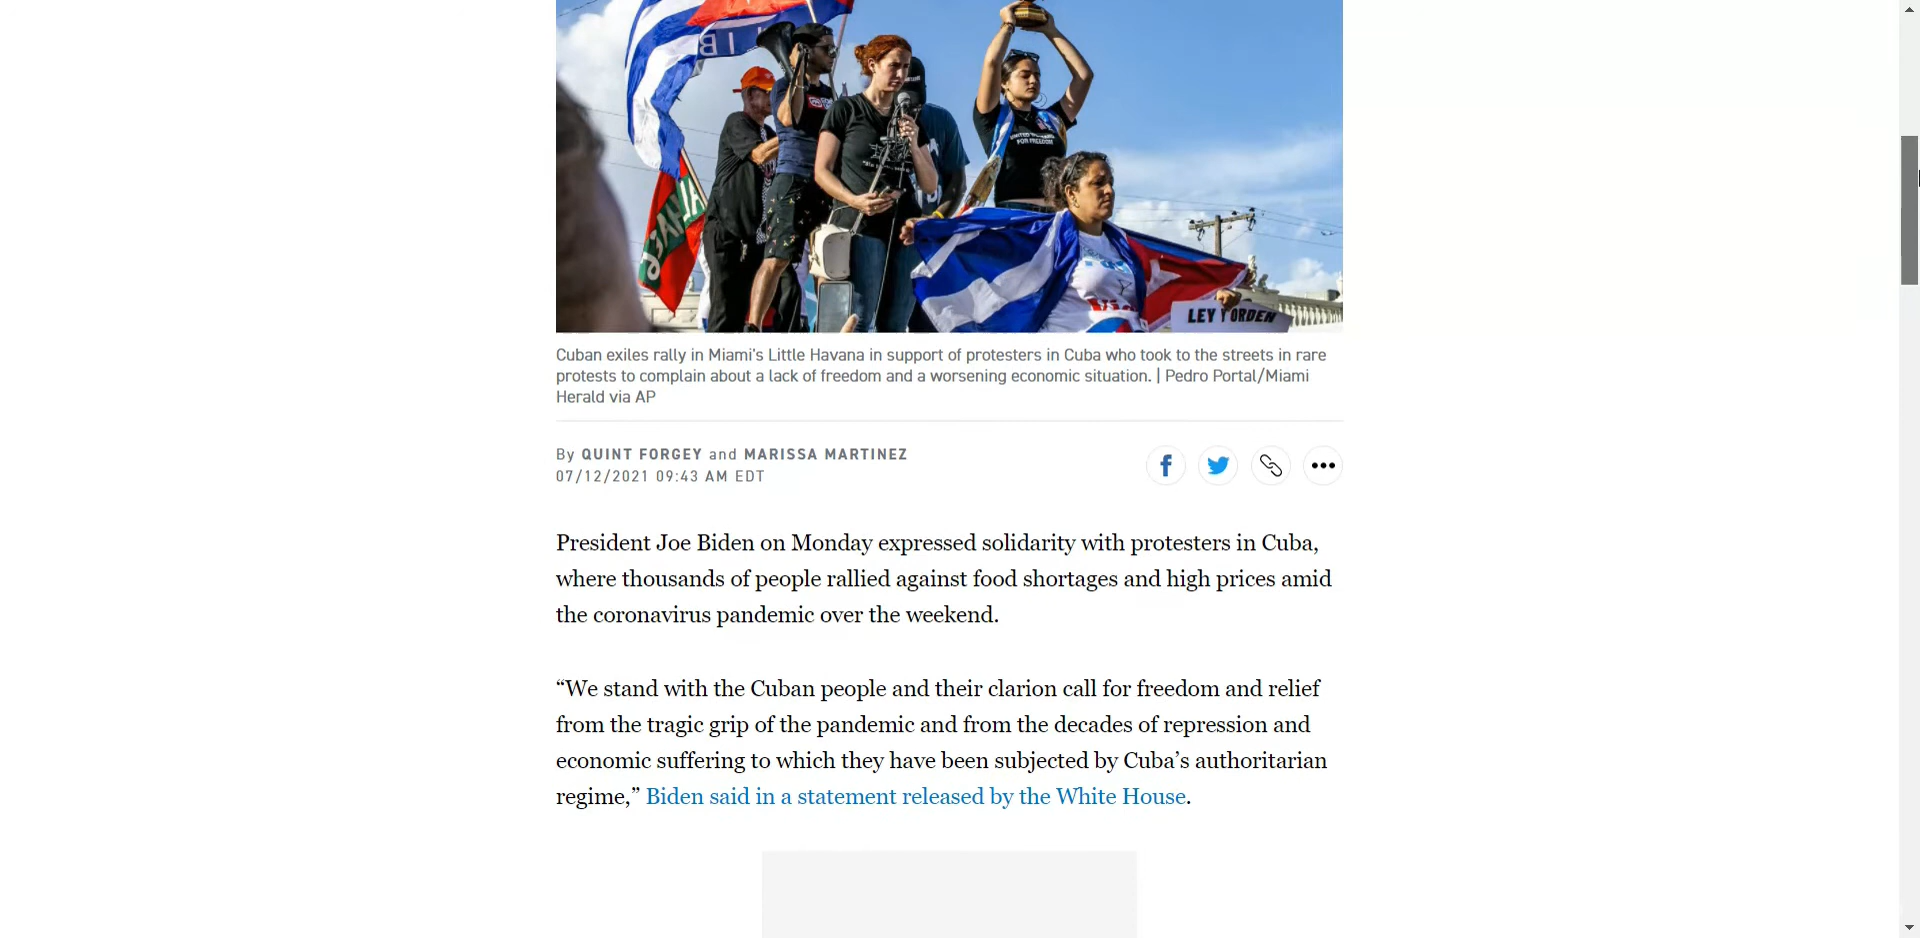 UNITED
FOR FREEDOM
LEY Y ORDEN
Cuban exiles rally in Miami's Little Havana in support of protesters in Cuba who took to the streets in rare
protests to complain about a lack of freedom and a worsening economic situation. | Pedro Portal/Miami
Herald via AP
By QUINT FORGEY and MARISSA MARTINEZ
07/12/2021 09:43 AM EDT
President Joe Biden on Monday expressed solidarity with protesters in Cuba,
where thousands of people rallied against food shortages and high prices amid
the coronavirus pandemic over the weekend.
“We stand with the Cuban people and their clarion call for freedom and relief
from the tragic grip of the pandemic and from the decades of repression and
economic suffering to which they have been subjected by Cuba’s authoritarian
regime,” Biden said in a statement released by the White House.